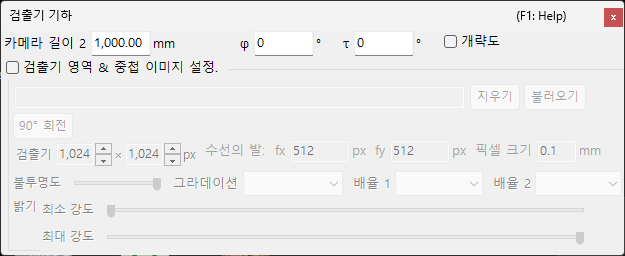 검출기 기하 (F1: Help) x
카메라 길이 2 1,000.00 mm φ 0 ° τ 0 ° 개략도
검출기 영역 & 중첩 이미지 설정.
지우기 불러오기
90° 회전
검출기 1,024 × 1,024 px 수선의 발: fx 512 px fy 512 px 픽셀 크기 0.1 mm
불투명도 그라데이션 배율 1 배율 2
밝기 최소 강도
최대 강도